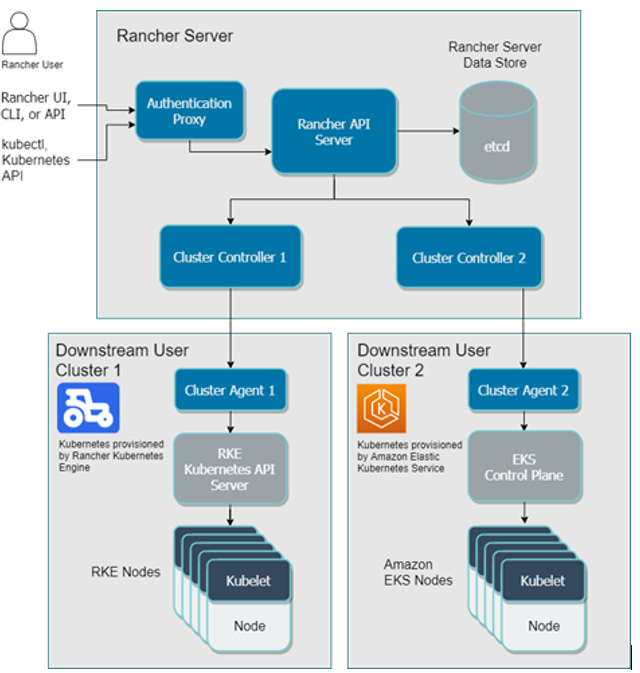 Rancher Server
Rancher User
Rancher Server
Data Store
Rancher UI,
CLI, or API
Authentication
Proxy
Rancher API
Server
etcd
kubectl,
Kubernetes
API
Cluster Controller 1
Cluster Controller 2
Downstream User
Cluster 1
Cluster Agent 1
Kubernetes provisioned
by Rancher Kubernetes
Engine
RKE
Kubernetes API
Server
RKE Nodes
Kubelet
Node
Downstream User
Cluster 2
Cluster Agent 2
K
Kubernetes provisioned
by Amazon Elastic
Kubernetes Service
EKS
Control Plane
Amazon
EKS Nodes
Kubelet
Node